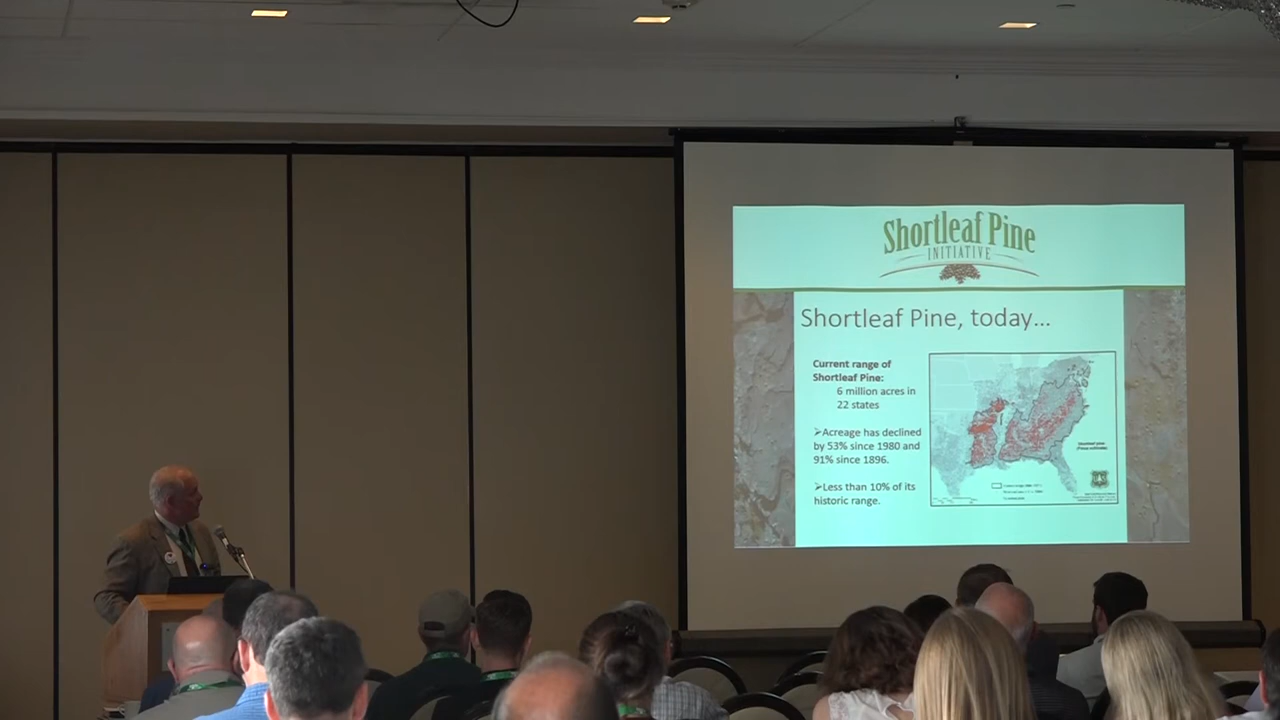 Shortleaf Pine
INITIATIVE
Shortleaf Pine, today...
Current range of
Shortleaf Pine:
6 million acres in
22 states
➢Acreage has declined
by 53% since 1980 and
91% since 1896.
➢Less than 10% of its
historic range.